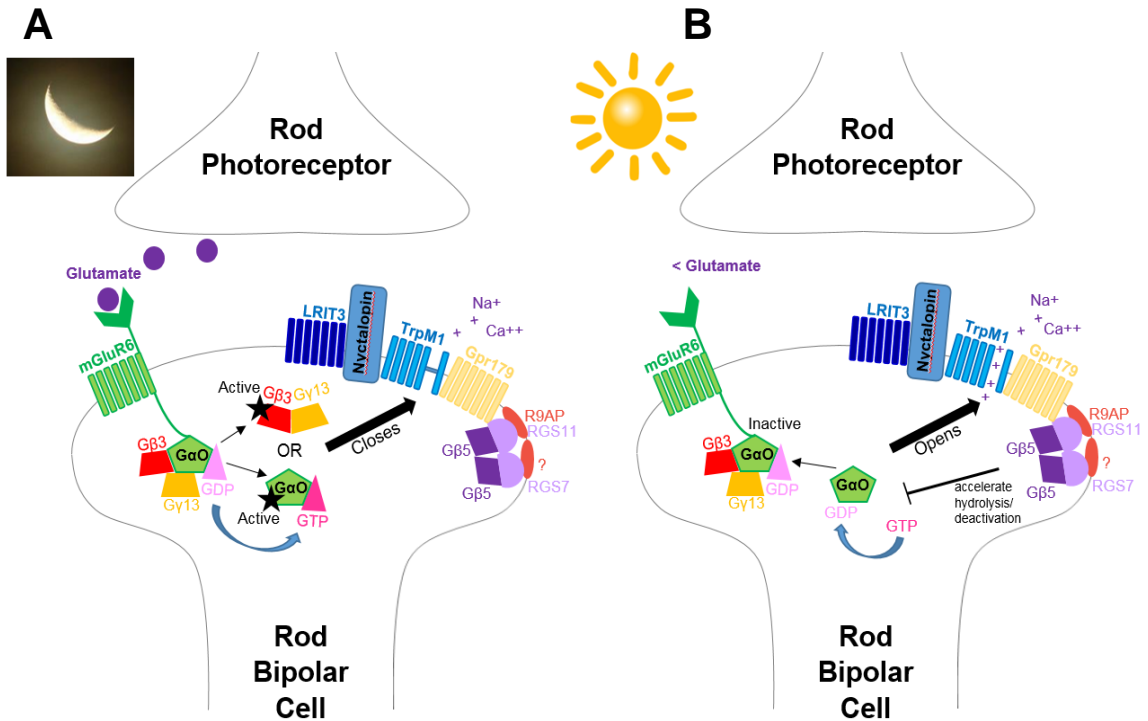 A
Rod
Photoreceptor
Glutamate
mGluR6
LRIT3
Nyctalopin
TrpM1
Na+
+
+
Ca++
Gpr179
R9AP
RGS11
Gβ5
?
Gβ5
RGS7
Active
Gβ3
Gγ13
OR
Closes
Gβ3
GαO
GDP
Gγ13
GαO
Active
GTP
Rod
Bipolar
Cell
B
Rod
Photoreceptor
< Glutamate
mGluR6
LRIT3
Nyctalopin
TrpM1
Na+
+
+
Ca++
+
+
+
+
Gpr179
R9AP
RGS11
Gβ5
?
Gβ5
RGS7
Inactive
Gβ3
GαO
GDP
Gγ13
Opens
GαO
GDP
GTP
accelerate
hydrolysis/
deactivation
Rod
Bipolar
Cell